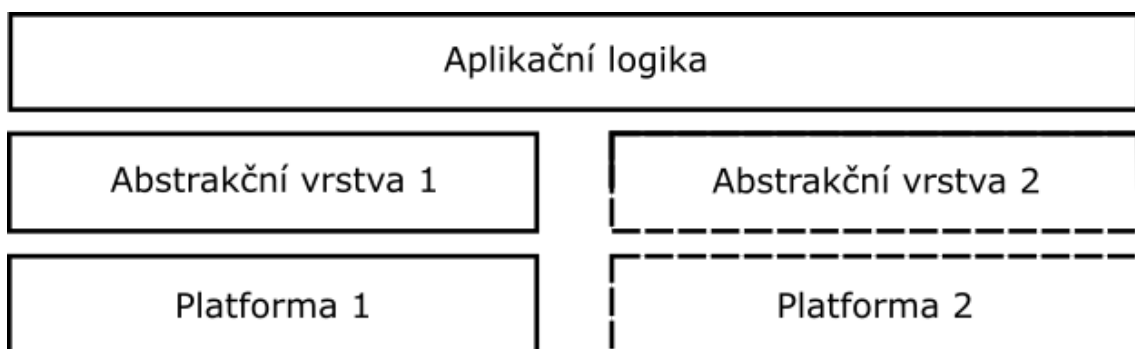 Aplikační logika
Abstrakční vrstva 1
Abstrakční vrstva 2
Platforma 1
Platforma 2